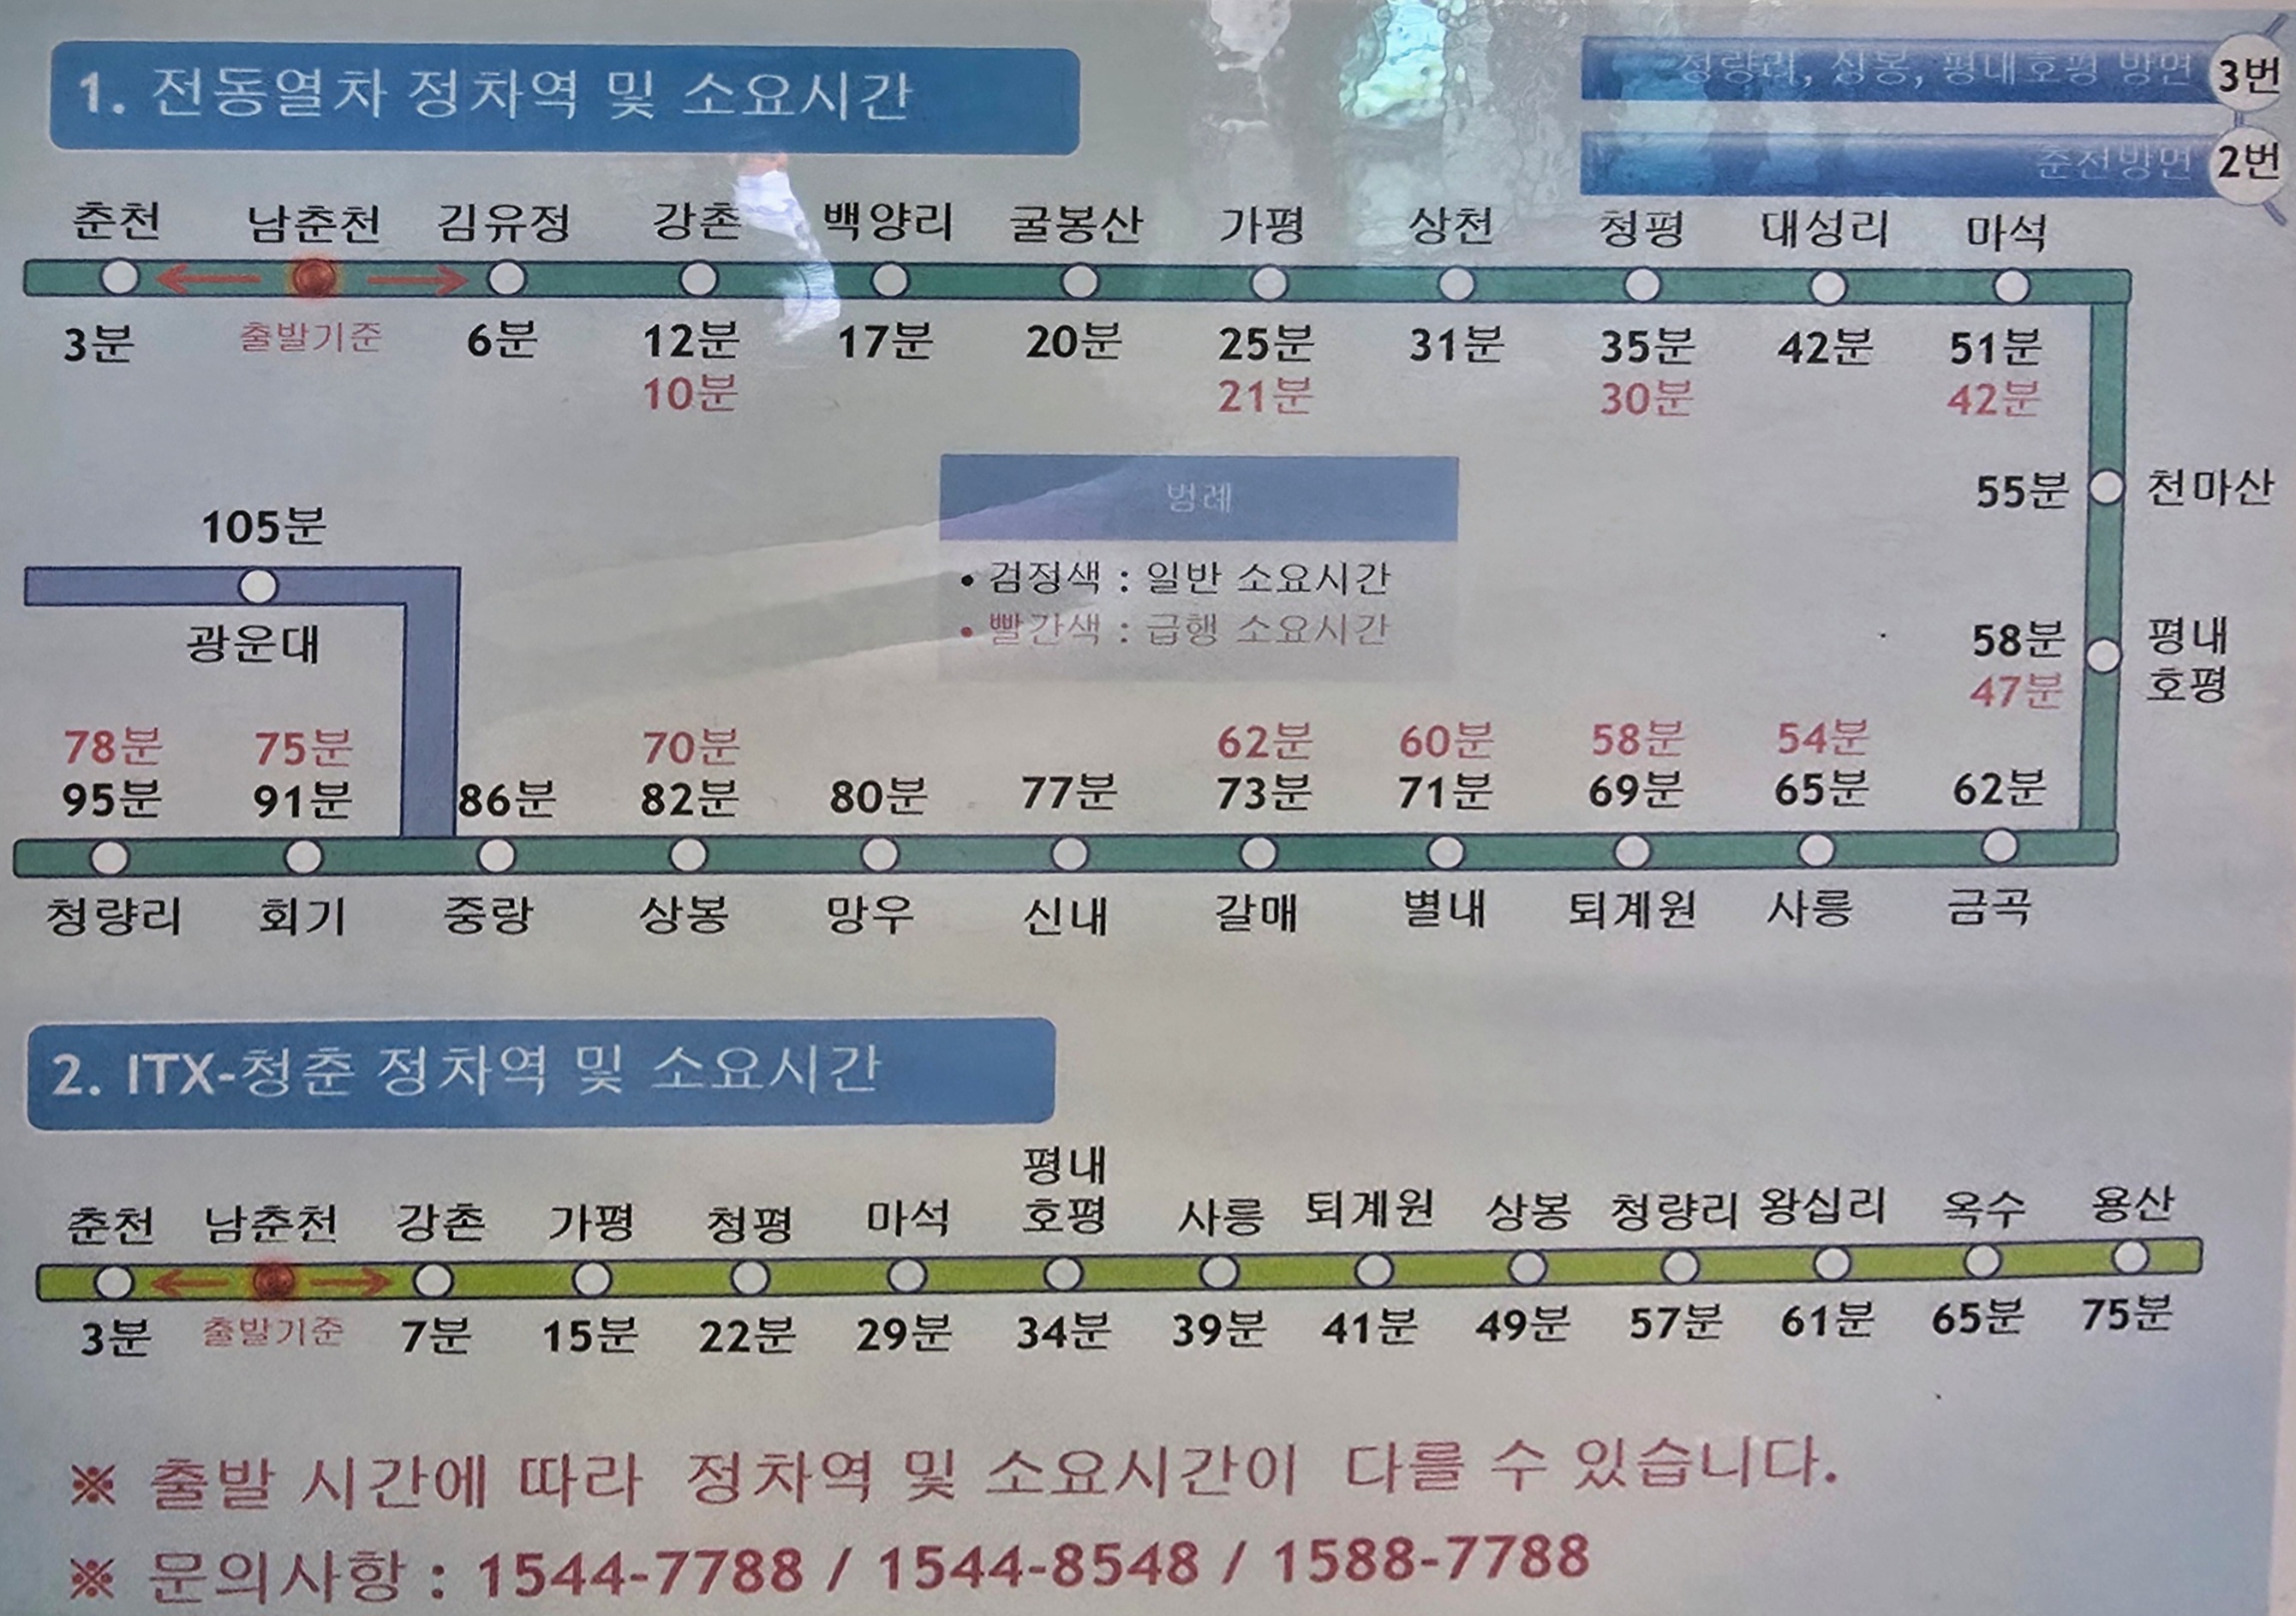 1. 전동열차 정차역 및 소요시간
청량리, 상봉, 평내호평 방면 3번
춘천방면 2번
춘천 남춘천 김유정 강촌 백양리 굴봉산 가평 상천 청평 대성리 마석
3분 출발기준 6분 12분 17분 20분 25분 31분 35분 42분 51분
10분 21분 30분 42분
55분 천마산
범례
• 검정색 : 일반 소요시간
• 빨간색 : 급행 소요시간
105분
광운대
58분 평내
47분 호평
78분 75분 70분 62분 60분 58분 54분
95분 91분 86분 82분 80분 77분 73분 71분 69분 65분 62분
청량리 회기 중랑 상봉 망우 신내 갈매 별내 퇴계원 사릉 금곡
2. ITX-청춘 정차역 및 소요시간
평내
춘천 남춘천 강촌 가평 청평 마석 호평 사릉 퇴계원 상봉 청량리 왕십리 옥수 용산
3분 출발기준 7분 15분 22분 29분 34분 39분 41분 49분 57분 61분 65분 75분
※ 출발 시간에 따라 정차역 및 소요시간이 다를 수 있습니다.
※ 문의사항 : 1544-7788 / 1544-8548 / 1588-7788